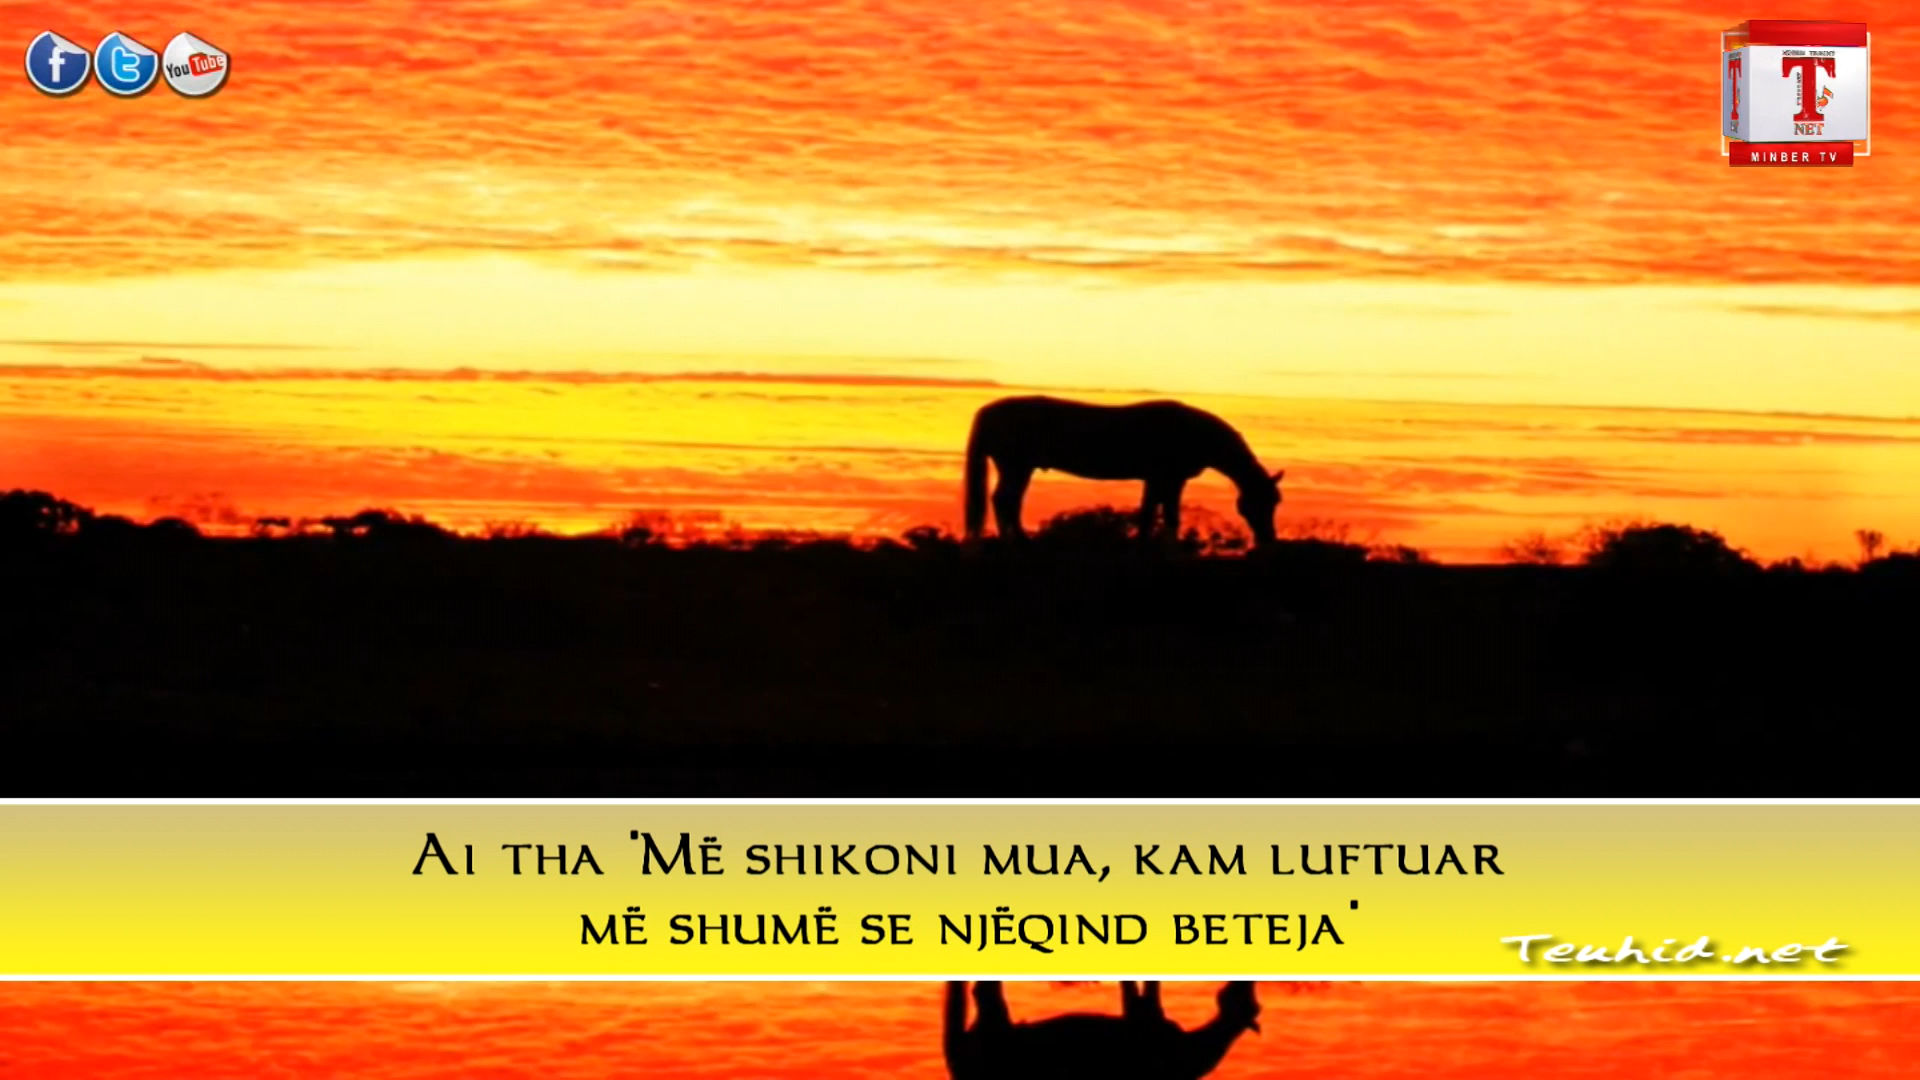 f
t
YouTube
T
T
NET
MINBER TV
Ai tha "Më shikoni mua, kam luftuar
më shumë se njëqind beteja"
Teuhid.net